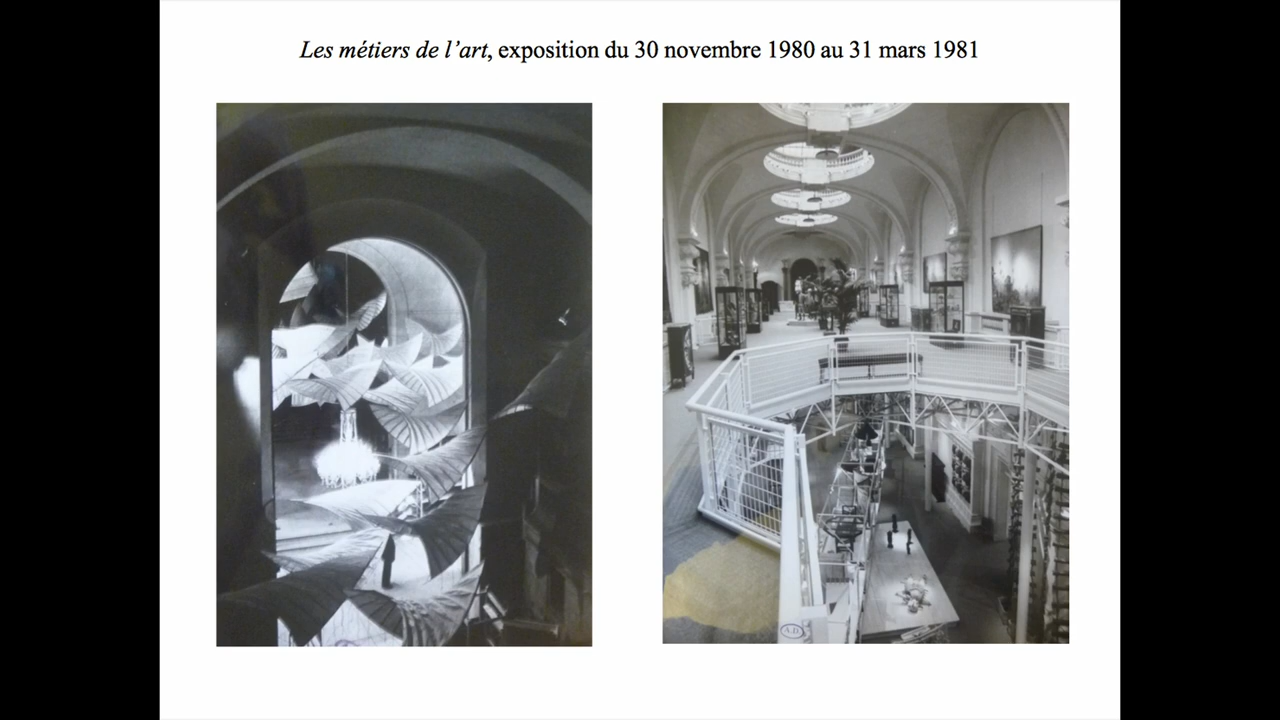 Les métiers de l’art, exposition du 30 novembre 1980 au 31 mars 1981
A.D.